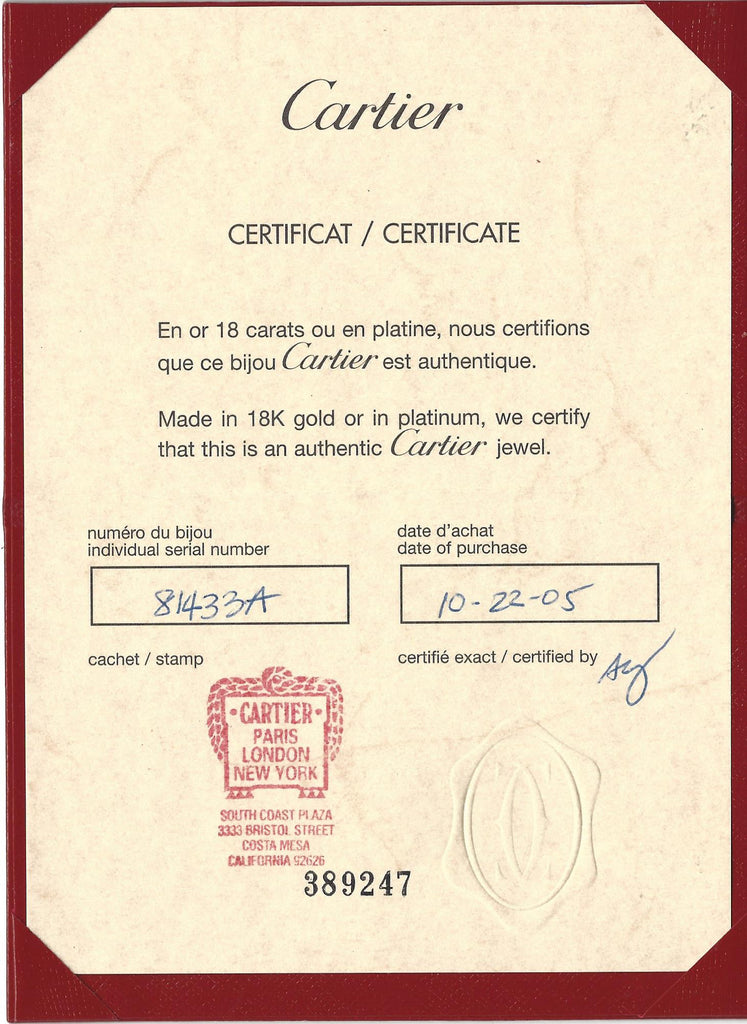 Cartier
CERTIFICAT / CERTIFICATE
En or 18 carats ou en platine, nous certifions
que ce bijou Cartier est authentique.
Made in 18K gold or in platinum, we certify
that this is an authentic Cartier jewel.
numéro du bijou
individual serial number
81433A
date d'achat
date of purchase
10-22-05
cachet / stamp
certifié exact / certified by
·CARTIER·
PARIS
LONDON
NEW YORK
SOUTH COAST PLAZA
3333 BRISTOL STREET
COSTA MESA
CALIFORNIA 92626
389247